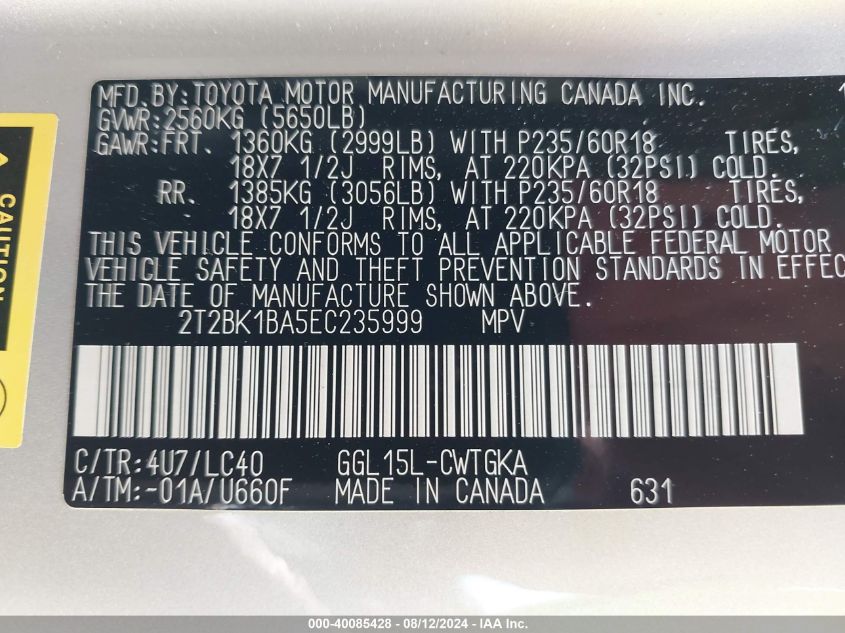 MFD.BY:TOYOTA MOTOR MANUFACTURING CANADA INC.
GVWR:2560KG (5650LB)
GAWR:FRT. 1360KG (2999LB) WITH P235/60R18 TIRES,
18X7 1/2J RIMS, AT 220KPA (32PSI) COLD.
RR. 1385KG (3056LB) WITH P235/60R18 TIRES,
18X7 1/2J RIMS, AT 220KPA (32PSI) COLD.
THIS VEHICLE CONFORMS TO ALL APPLICABLE FEDERAL MOTOR
VEHICLE SAFETY AND THEFT PREVENTION STANDARDS IN EFFEC
THE DATE OF MANUFACTURE SHOWN ABOVE.
2T2BK1BA5EC235999 MPV
C/TR:4U7/LC40 GGL15L-CWTGKA
A/TM:-01A/U660F MADE IN CANADA 631
CAUTION
000-40085428 - 08/12/2024 - IAA Inc.